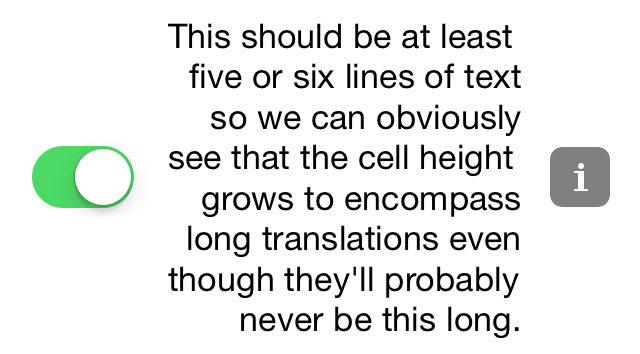 This should be at least
five or six lines of text
so we can obviously
see that the cell height
grows to encompass
long translations even
though they'll probably
never be this long.
i